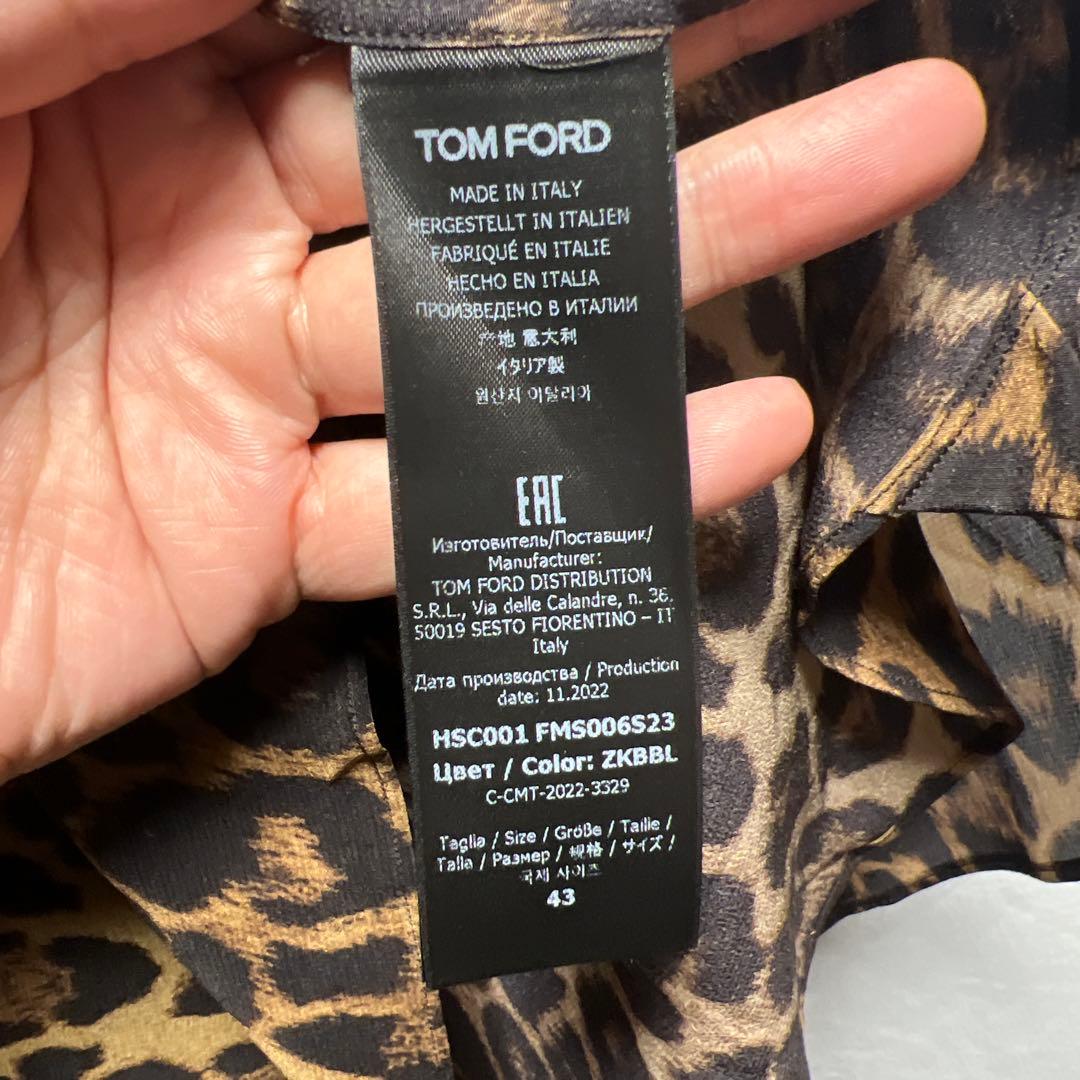 TOM FORD
MADE IN ITALY
HERGESTELLT IN ITALIEN
FABRIQUÉ EN ITALIE
HECHO EN ITALIA
ПРОИЗВЕДЕНО В ИТАЛИИ
产地 意大利
イタリア製
원산지 이탈리아
EAC
Изготовитель/Поставщик/
Manufacturer:
TOM FORD DISTRIBUTION
S.R.L., Via delle Calandre, n. 36,
50019 SESTO FIORENTINO – IT
Italy
Дата производства / Production
date: 11.2022
HSC001 FMS006S23
Цвет / Color: ZKBBL
C-CMT-2022-3329
Taglia / Size / Größe / Taille /
Talla / Размер / 规格 / サイズ /
국제 사이즈
43